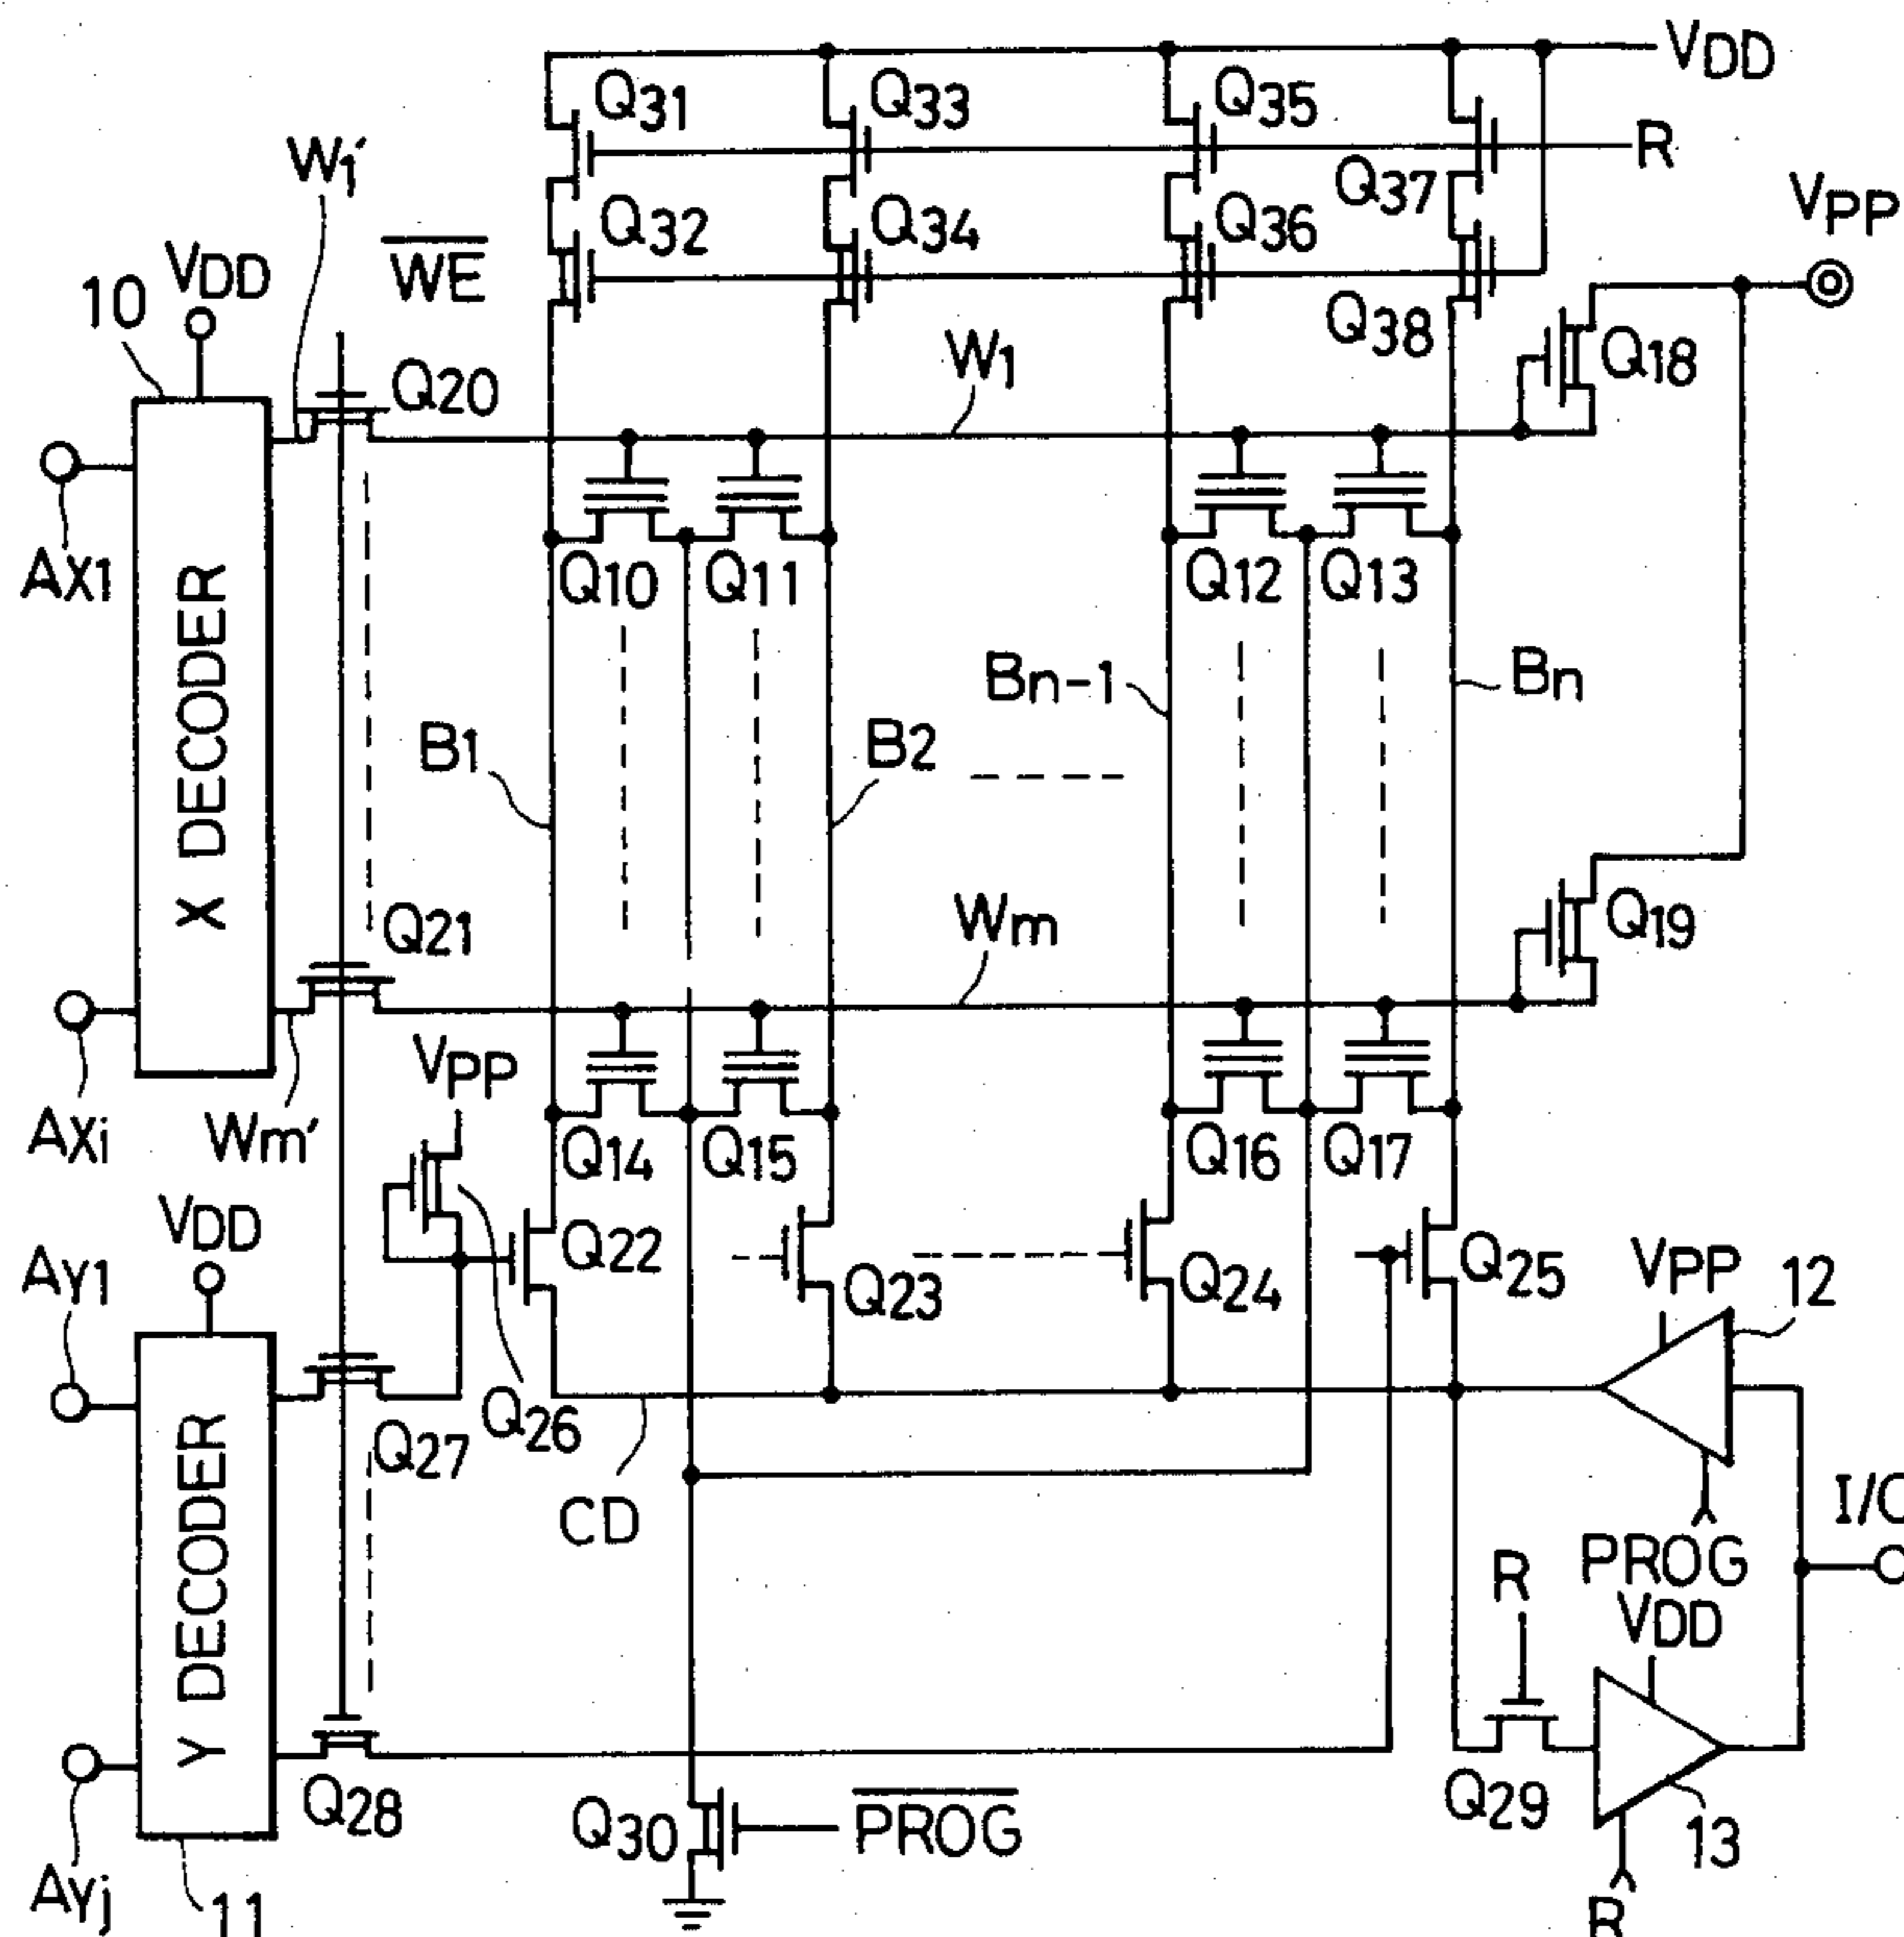 VDD
Q31
Q33
Q35
R
W1'
Q37
VPP
Q32
Q34
Q36
WE
VDD
10
Q38
Q18
W1
Q20
AX1
Q10
Q11
Q12
Q13
X DECODER
Bn-1
Bn
B1
B2
Q21
Wm
Q19
VPP
AXi
Wm'
Q14
Q15
Q16
Q17
VDD
Q22
Q23
Q24
Q25
VPP
12
AY1
Q26
Q27
CD
I/O
PROG
R
VDD
Y DECODER
Q28
Q29
Q30
PROG
13
AYj
11
R